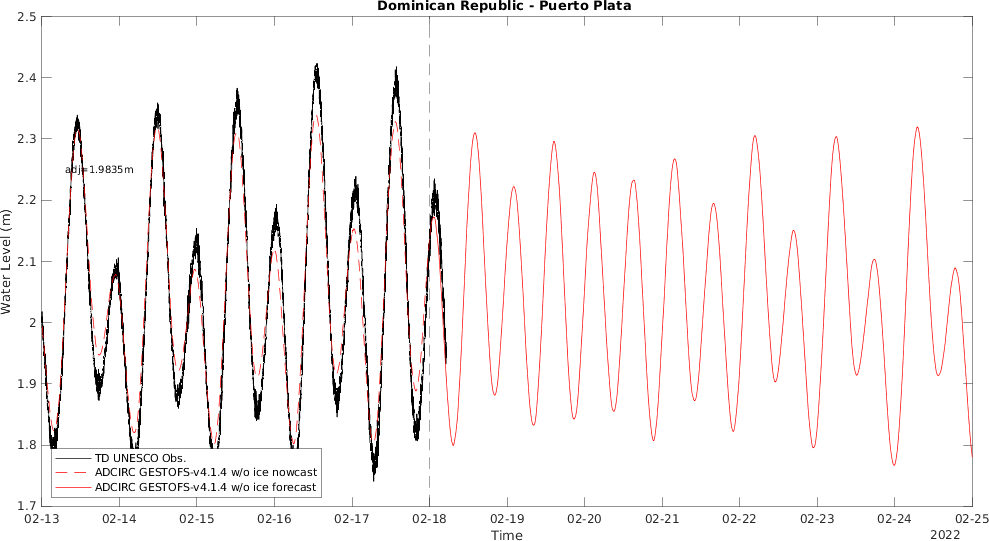 Dominican Republic - Puerto Plata
2.5
2.4
2.3
2.2
2.1
2
1.9
1.8
1.7
Water Level (m)
adj=1.9835m
TD UNESCO Obs.
ADCIRC GESTOFS-v4.1.4 w/o ice nowcast
ADCIRC GESTOFS-v4.1.4 w/o ice forecast
02-13 02-14 02-15 02-16 02-17 02-18 02-19 02-20 02-21 02-22 02-23 02-24 02-25
Time
2022